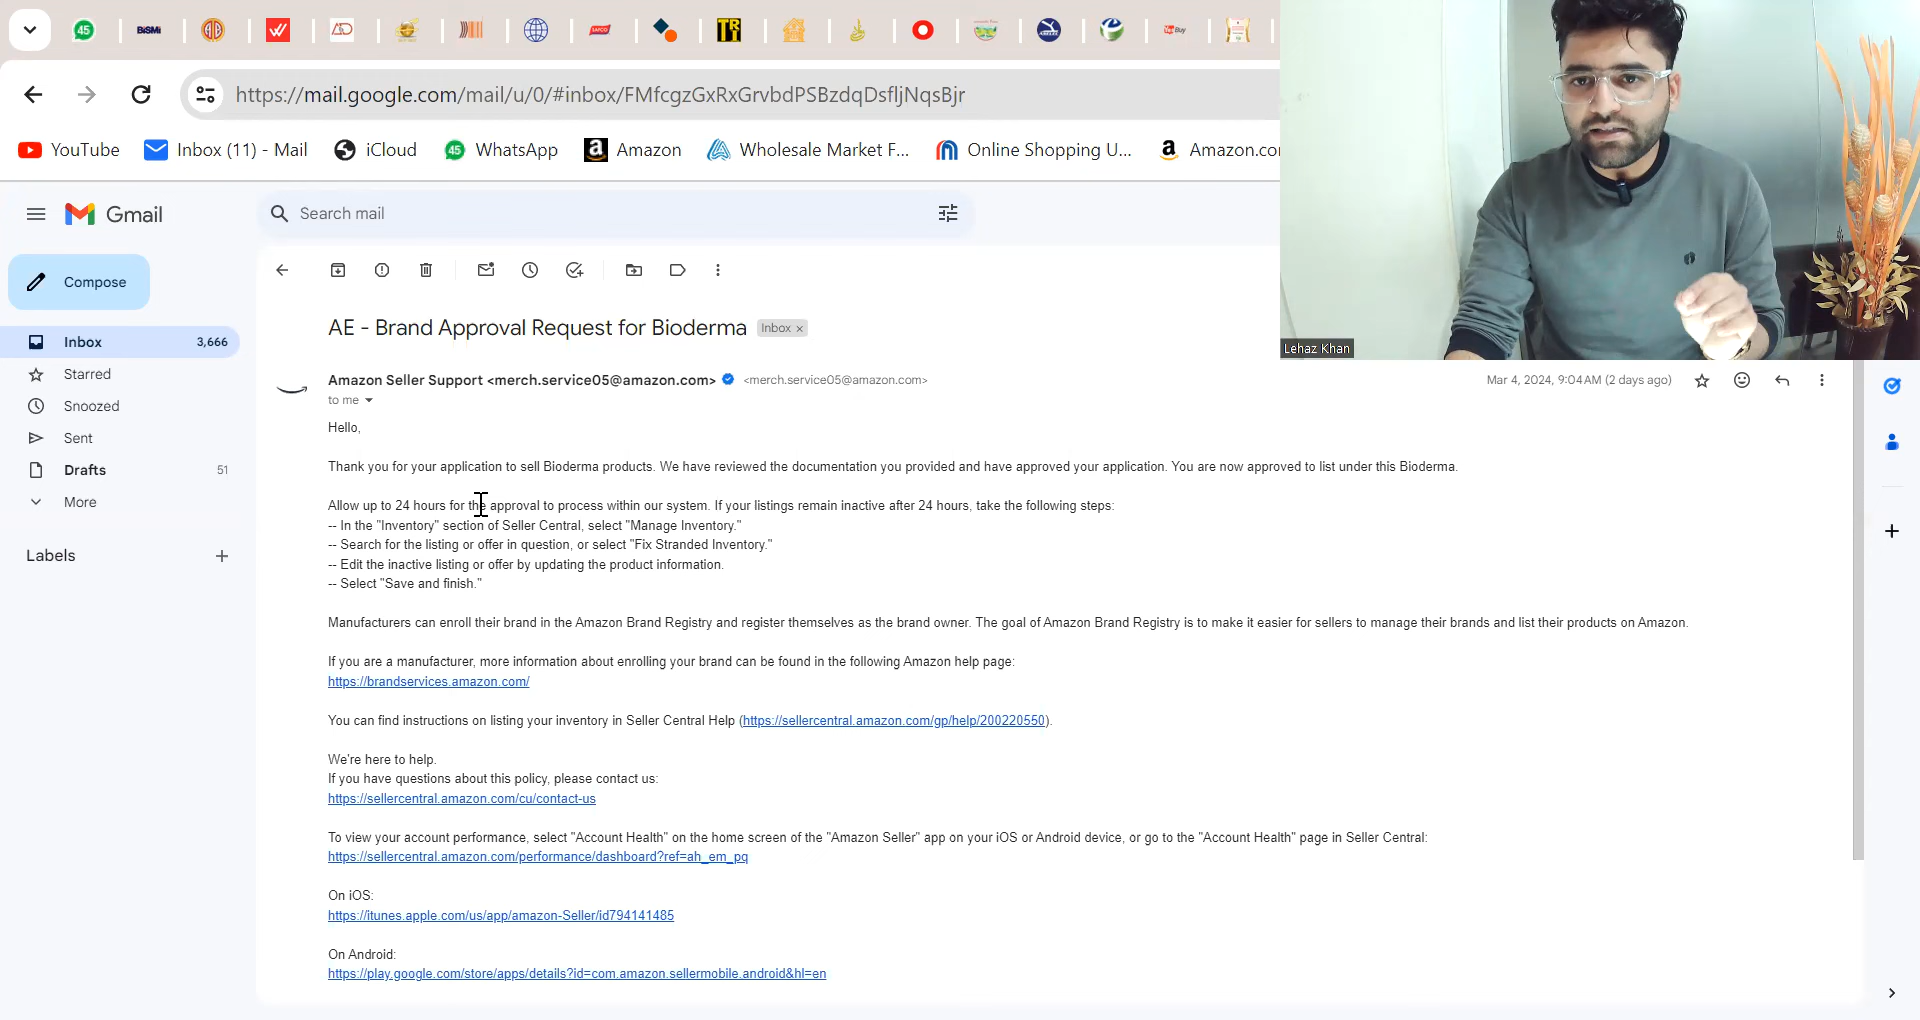 45
BiSMi
SAFCO
TR
https://mail.google.com/mail/u/0/#inbox/FMfcgzGxRxGrvbdPSBzdqDsfljNqsBjr
YouTube
Inbox (11) - Mail
iCloud
45
WhatsApp
Amazon
Wholesale Market F...
Online Shopping U...
Amazon.co
Gmail
Search mail
Compose
Inbox 3,666
Starred
Snoozed
Sent
Drafts 51
More
Labels
Lehaz Khan
AE - Brand Approval Request for Bioderma
Inbox ×
Amazon Seller Support <merch.service05@amazon.com> <merch.service05@amazon.com>
Mar 4, 2024, 9:04 AM (2 days ago)
to me
Hello,
Thank you for your application to sell Bioderma products. We have reviewed the documentation you provided and have approved your application. You are now approved to list under this Bioderma.
Allow up to 24 hours for the approval to process within our system. If your listings remain inactive after 24 hours, take the following steps:
-- In the "Inventory" section of Seller Central, select "Manage Inventory."
-- Search for the listing or offer in question, or select "Fix Stranded Inventory."
-- Edit the inactive listing or offer by updating the product information.
-- Select "Save and finish."
Manufacturers can enroll their brand in the Amazon Brand Registry and register themselves as the brand owner. The goal of Amazon Brand Registry is to make it easier for sellers to manage their brands and list their products on Amazon.
If you are a manufacturer, more information about enrolling your brand can be found in the following Amazon help page:
https://brandservices.amazon.com/
You can find instructions on listing your inventory in Seller Central Help (https://sellercentral.amazon.com/gp/help/200220550).
We're here to help.
If you have questions about this policy, please contact us:
https://sellercentral.amazon.com/cu/contact-us
To view your account performance, select "Account Health" on the home screen of the "Amazon Seller" app on your iOS or Android device, or go to the "Account Health" page in Seller Central:
https://sellercentral.amazon.com/performance/dashboard?ref=ah_em_pq
On iOS:
https://itunes.apple.com/us/app/amazon-Seller/id794141485
On Android:
https://play.google.com/store/apps/details?id=com.amazon.sellermobile.android&hl=en